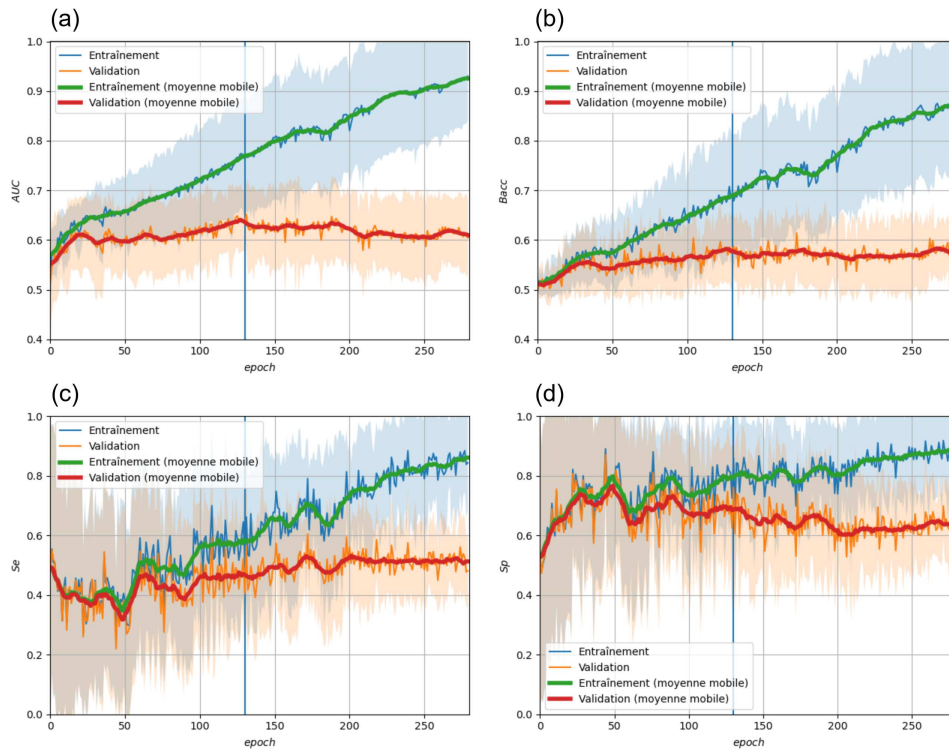 (a)
1.0
0.9
0.8
0.7
0.6
0.5
0.4
AUC
Entraînement
Validation
Entraînement (moyenne mobile)
Validation (moyenne mobile)
0 50 100 150 200 250
epoch
(b)
1.0
0.9
0.8
0.7
0.6
0.5
0.4
Bacc
Entraînement
Validation
Entraînement (moyenne mobile)
Validation (moyenne mobile)
0 50 100 150 200 250
epoch
(c)
1.0
0.8
0.6
0.4
0.2
0.0
Se
Entraînement
Validation
Entraînement (moyenne mobile)
Validation (moyenne mobile)
0 50 100 150 200 250
epoch
(d)
1.0
0.8
0.6
0.4
0.2
0.0
Sp
Entraînement
Validation
Entraînement (moyenne mobile)
Validation (moyenne mobile)
0 50 100 150 200 250
epoch